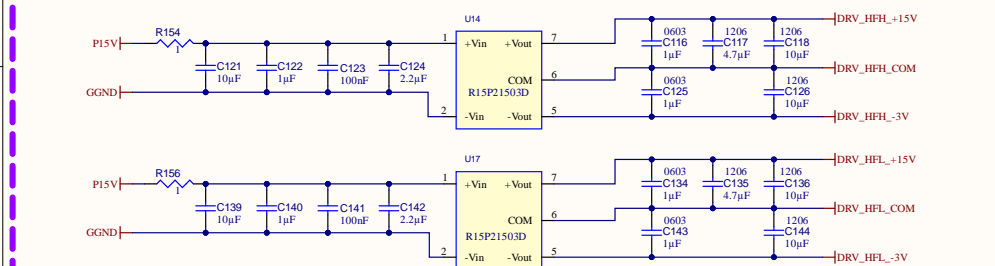 U14
DRV_HFH_+15V
R154
1
P15V
C121
10µF
C122
1µF
C123
100nF
C124
2.2µF
GGND
1
+Vin
+Vout
7
COM
6
R15P21503D
2
-Vin
-Vout
5
0603
C116
1µF
1206
C117
4.7µF
1206
C118
10µF
DRV_HFH_COM
0603
C125
1µF
1206
C126
10µF
DRV_HFH_-3V
U17
DRV_HFL_+15V
R156
1
P15V
C139
10µF
C140
1µF
C141
100nF
C142
2.2µF
GGND
1
+Vin
+Vout
7
COM
6
R15P21503D
2
-Vin
-Vout
5
0603
C134
1µF
1206
C135
4.7µF
1206
C136
10µF
DRV_HFL_COM
0603
C143
1µF
1206
C144
10µF
DRV_HFL_-3V